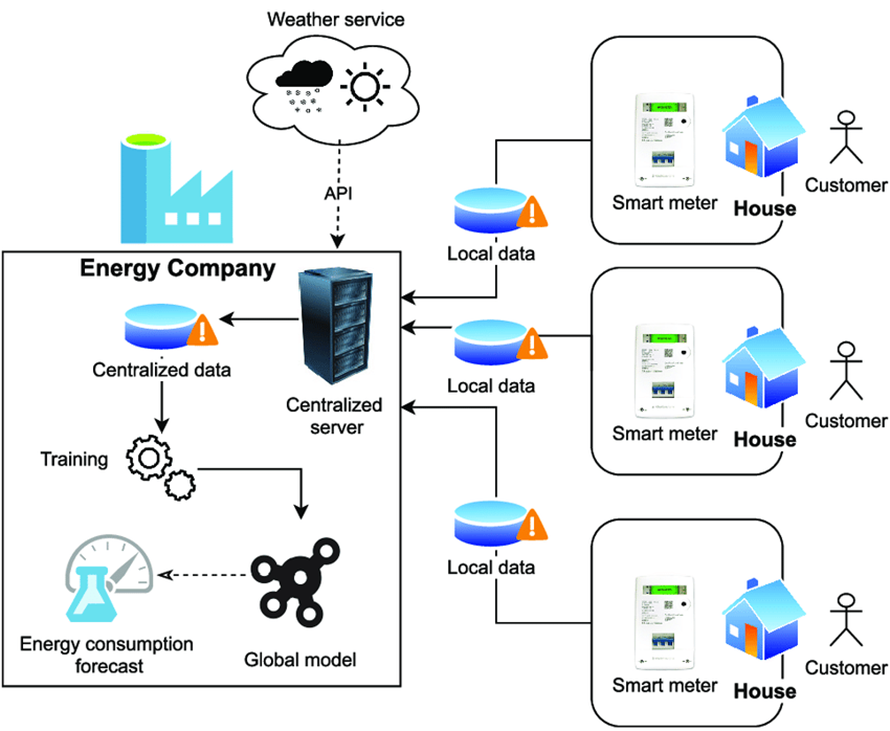 Weather service
API
Energy Company
Centralized data
Centralized
server
Training
Energy consumption
forecast
Global model
Local data
Smart meter
House
Customer
Local data
Smart meter
House
Customer
Local data
Smart meter
House
Customer